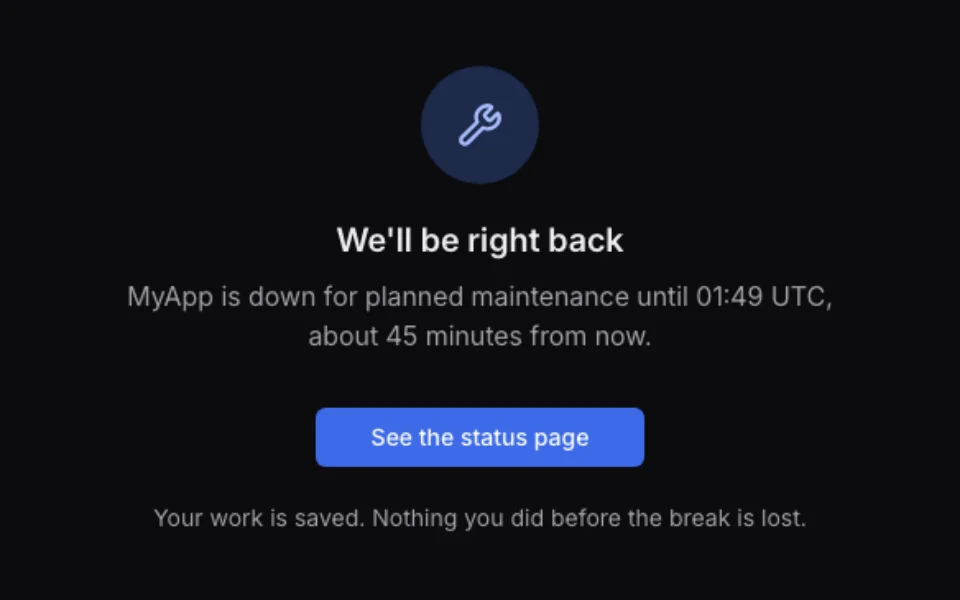 We'll be right back
MyApp is down for planned maintenance until 01:49 UTC,
about 45 minutes from now.
See the status page
Your work is saved. Nothing you did before the break is lost.